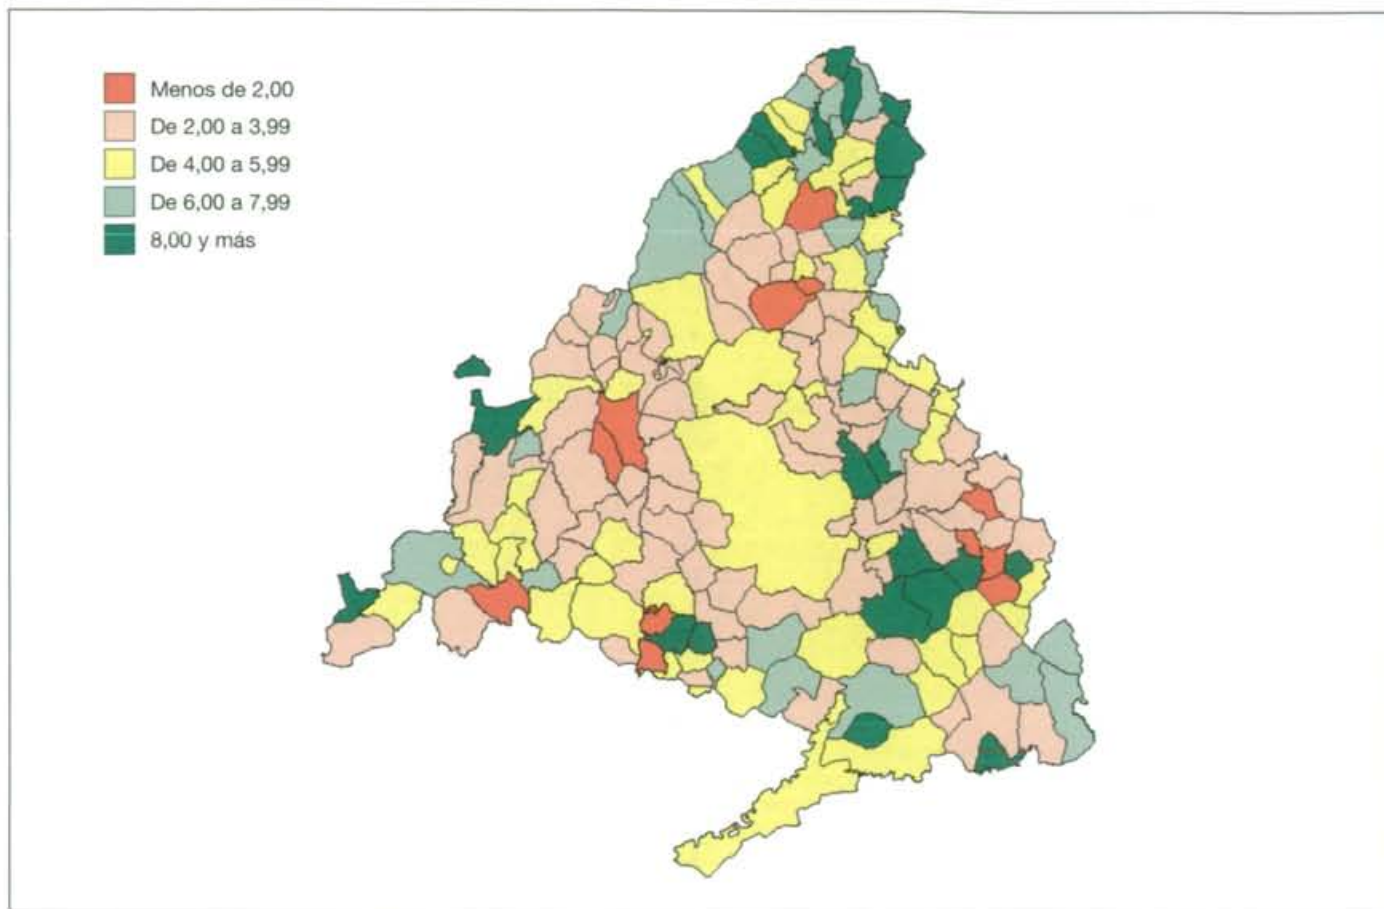 Menos de 2,00
De 2,00 a 3,99
De 4,00 a 5,99
De 6,00 a 7,99
8,00 y más